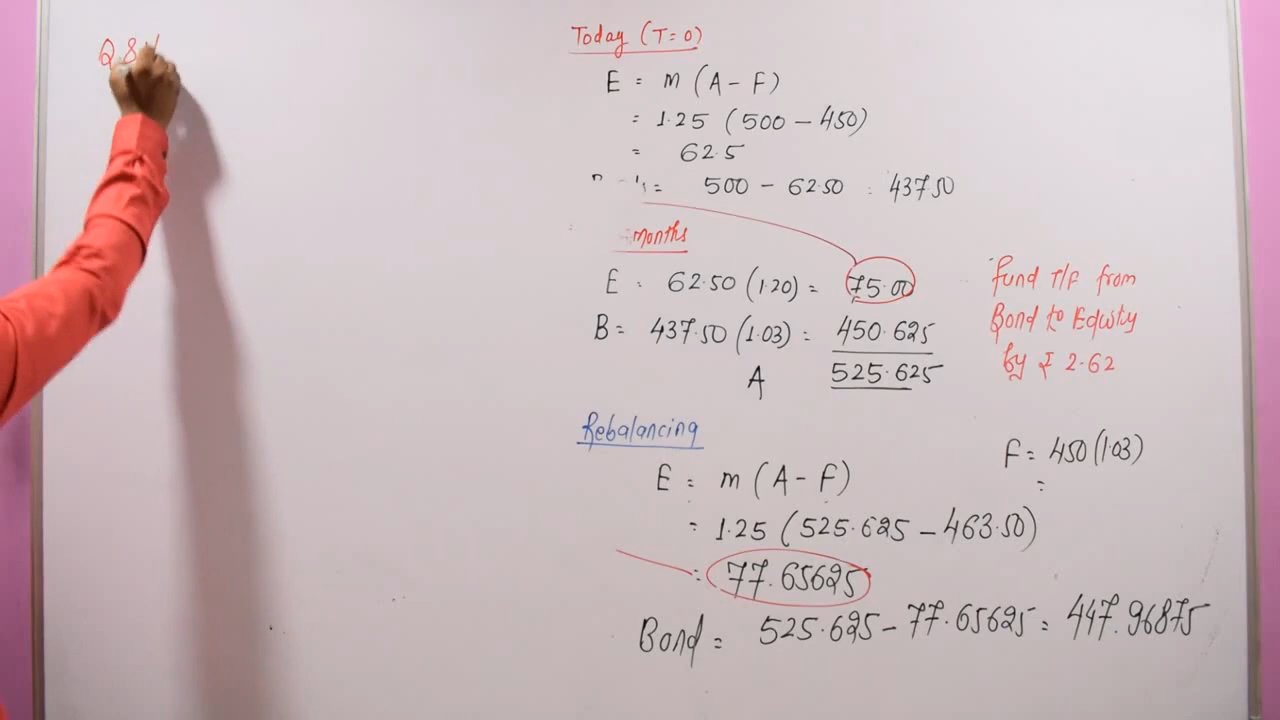 Q.8
Today (T=0)
E = m (A - F)
= 1.25 (500 - 450)
= 62.5
= 500 - 62.50 = 437.50
months
E = 62.50 (1.20) = 75.00
B = 437.50 (1.03) = 450.625
A 525.625
Fund T/F from
Bond to Equity
by ₹ 2.62
Rebalancing
F = 450 (1.03)
=
E = m (A - F)
= 1.25 (525.625 - 463.50)
= 77.65625
Bond = 525.625 - 77.65625 = 447.96875